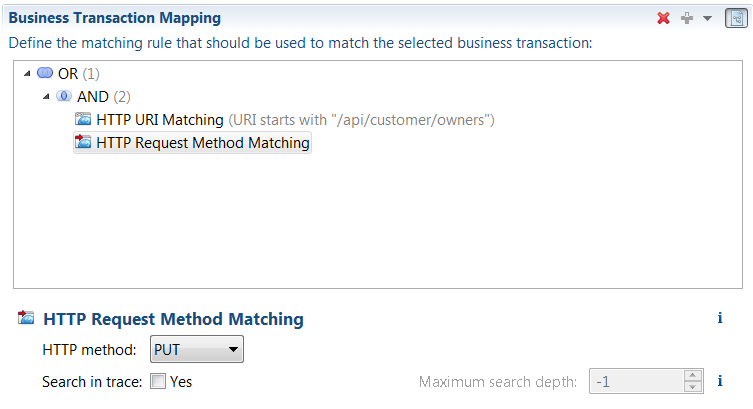 Business Transaction Mapping
Define the matching rule that should be used to match the selected business transaction:
OR (1)
AND (2)
HTTP URI Matching (URI starts with "/api/customer/owners")
HTTP Request Method Matching
HTTP Request Method Matching
HTTP method: PUT
Search in trace: Yes Maximum search depth: -1